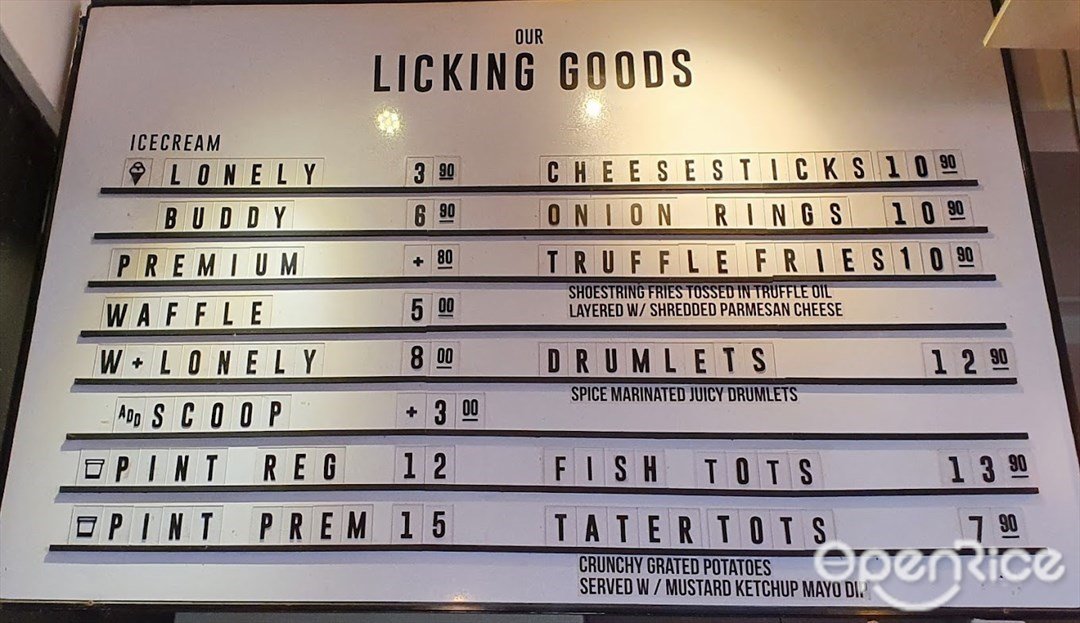 OUR
LICKING GOODS
ICECREAM
LONELY 3 90
BUDDY 6 90
PREMIUM + 80
WAFFLE 5 00
W + LONELY 8 00
ADD SCOOP + 3 00
PINT REG 12
PINT PREM 15
CHEESESTICKS 10 90
ONION RINGS 10 90
TRUFFLE FRIES 10 90
SHOESTRING FRIES TOSSED IN TRUFFLE OIL
LAYERED W/ SHREDDED PARMESAN CHEESE
DRUMLETS 12 90
SPICE MARINATED JUICY DRUMLETS
FISH TOTS 13 90
TATER TOTS 7 90
CRUNCHY GRATED POTATOES
SERVED W / MUSTARD KETCHUP MAYO DIP
OPENRICE